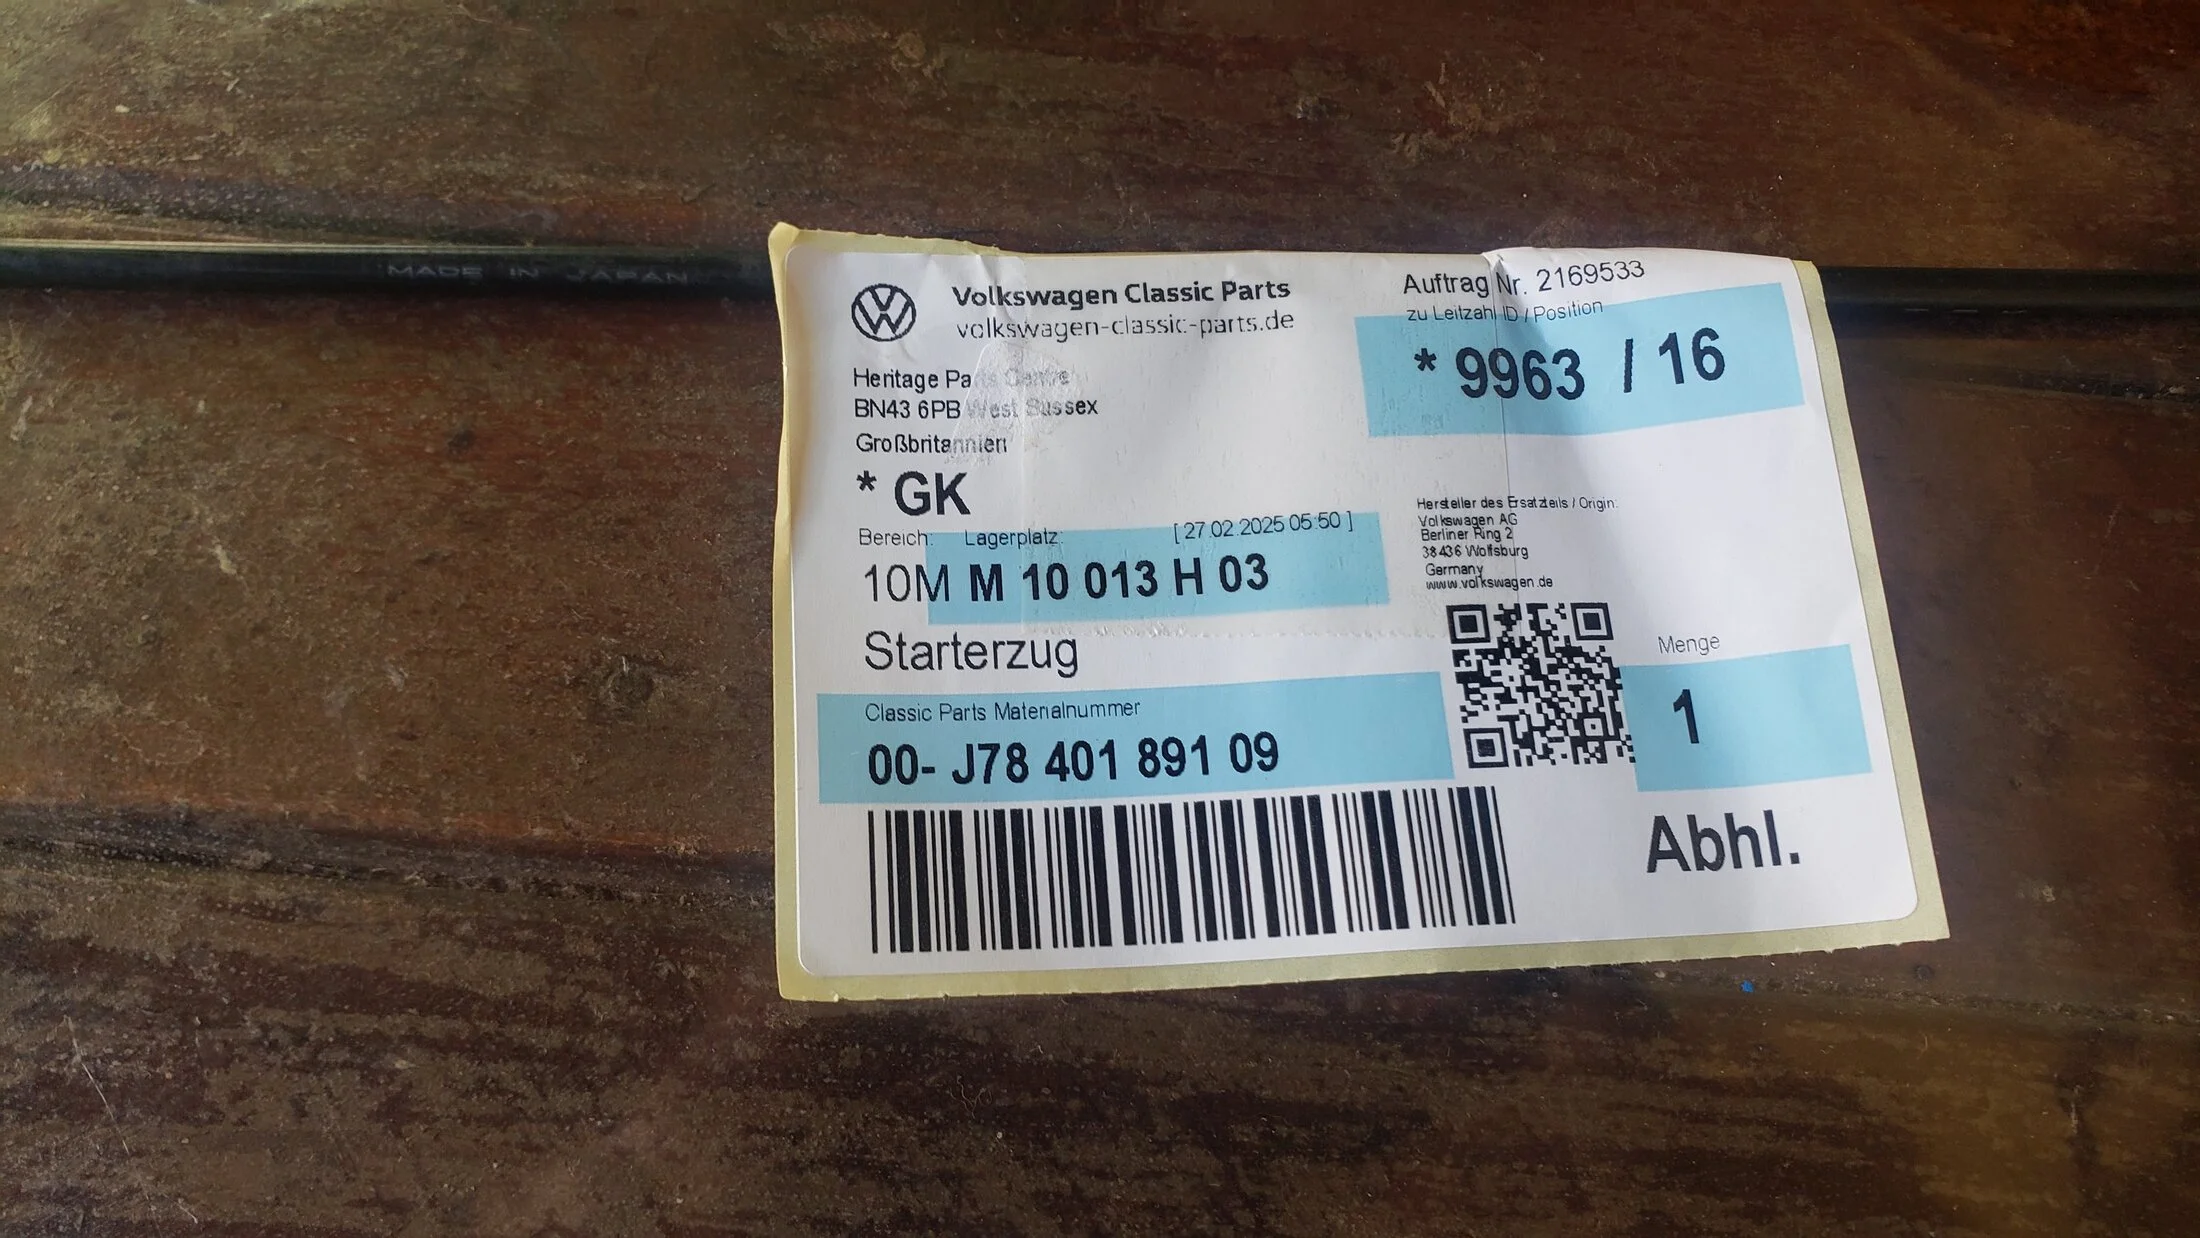 MADE IN JAPAN
Volkswagen Classic Parts
volkswagen-classic-parts.de
Heritage Parts Centre
BN43 6PB West Sussex
Großbritannien
* GK
Auftrag Nr. 2169533
zu Leitzahl ID / Position
* 9963 / 16
Bereich: Lagerplatz: [ 27.02.2025 05:50 ]
10M M 10 013 H 03
Starterzug
Classic Parts Materialnummer
00- J78 401 891 09
Hersteller des Ersatzteils / Origin:
Volkswagen AG
Berliner Ring 2
38436 Wolfsburg
Germany
www.volkswagen.de
Menge
1
Abhl.